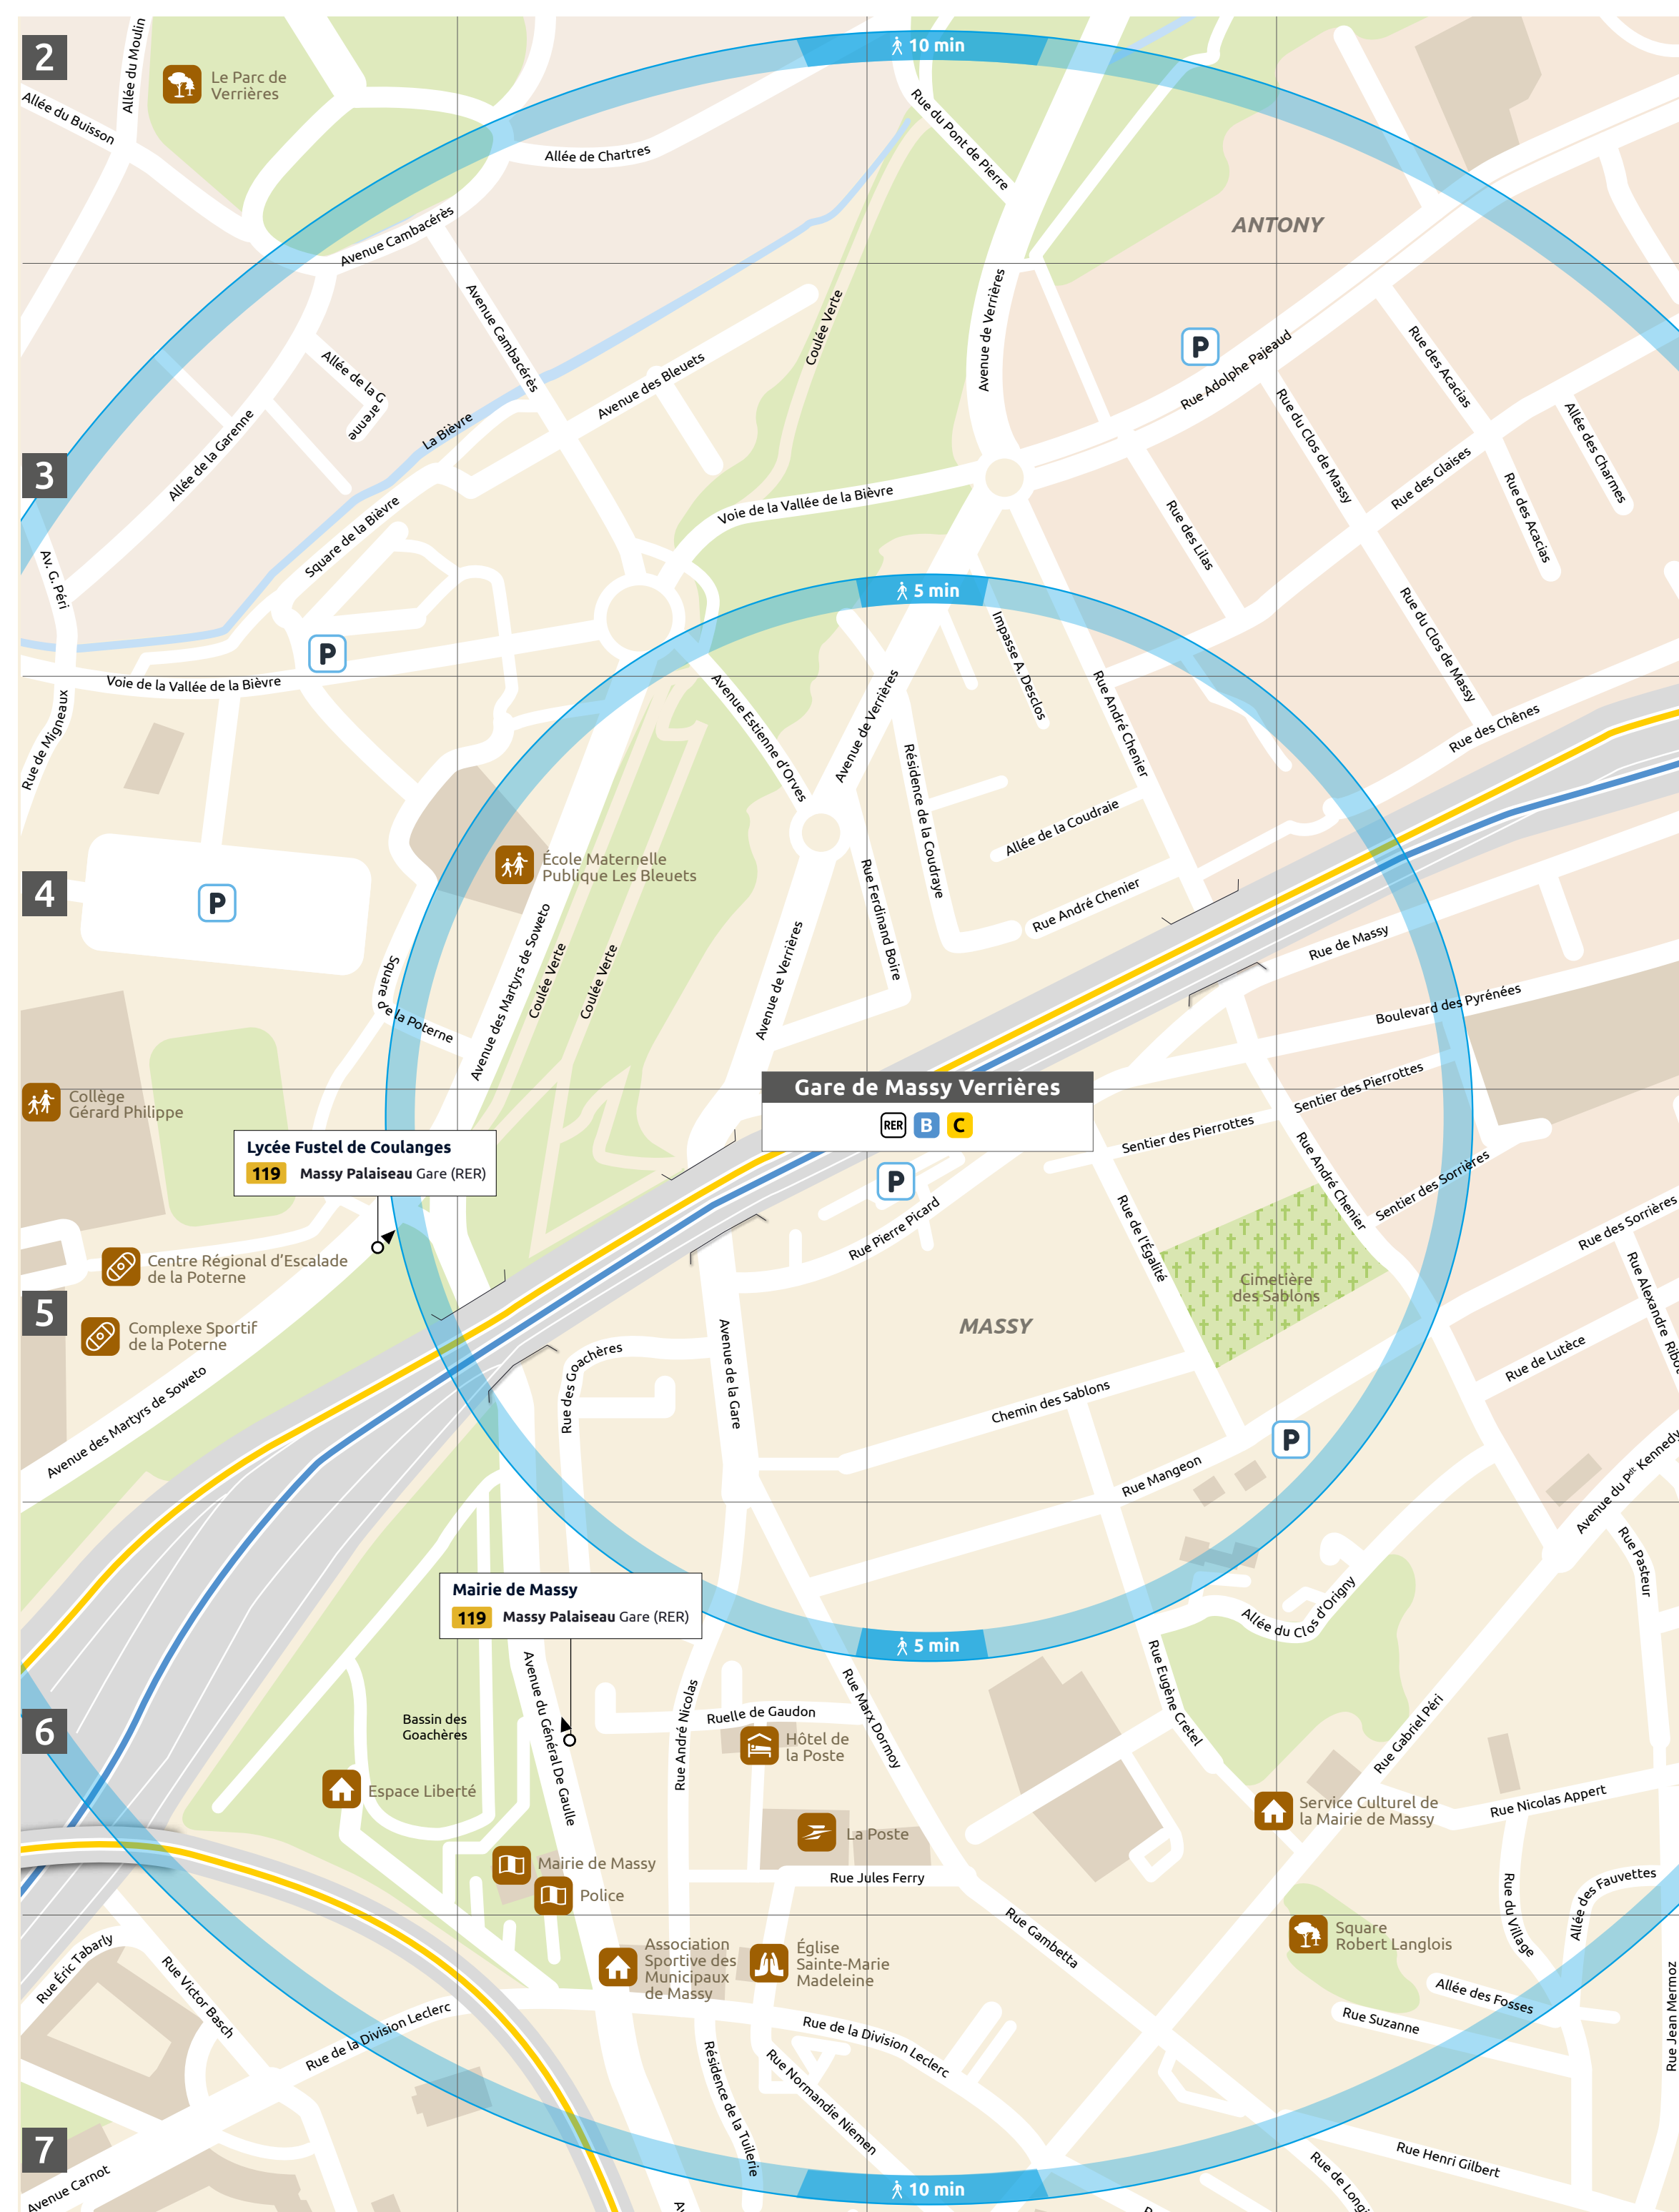 2
10 min
Allée du Moulin
Le Parc de
Verrières
Allée du Buisson
Rue du Pont de Pierre
Allée de Chartres
ANTONY
Avenue Cambacérès
Avenue Cambacérès
Coulée Verte
Avenue de Verrières
P
Rue Adolphe Pajeaud
Rue des Acacias
Allée de la Garenne
Avenue des Bleuets
Rue du Clos de Massy
Allée des Charmes
La Bièvre
Allée de la Garenne
3
Rue des Glaises
Voie de la Vallée de la Bièvre
Rue des Lilas
Rue des Acacias
Square de la Bièvre
Av. G. Péri
5 min
Impasse A. Desclos
Rue du Clos de Massy
P
Voie de la Vallée de la Bièvre
Rue de Migneaux
Avenue Estienne d'Orves
Avenue de Verrières
Rue André Chenier
Rue des Chênes
Résidence de la Coudraye
Allée de la Coudraie
École Maternelle
Publique Les Bleuets
4
P
Rue Ferdinand Boire
Rue André Chenier
Rue de Massy
Avenue des Martyrs de Soweto
Coulée Verte
Coulée Verte
Avenue de Verrières
Square de la Poterne
Boulevard des Pyrénées
Gare de Massy Verrières
RER B C
Sentier des Pierrottes
Collège
Gérard Philippe
Sentier des Pierrottes
Lycée Fustel de Coulanges
119 Massy Palaiseau Gare (RER)
P
Rue André Chenier
Sentier des Sorrières
Rue Pierre Picard
Rue de l'Égalité
Rue des Sorrières
Centre Régional d'Escalade
de la Poterne
Cimetière
des Sablons
Rue Alexandre
5
Complexe Sportif
de la Poterne
MASSY
Rue des Goachères
Avenue de la Gare
Rue de Lutèce
Avenue des Martyrs de Soweto
Chemin des Sablons
P
Rue Mangeon
Avenue du Pdt Kennedy
Rue Pasteur
Mairie de Massy
119 Massy Palaiseau Gare (RER)
Allée du Clos d'Origny
5 min
Avenue du Général De Gaulle
Rue André Nicolas
Rue Marx Dormoy
Rue Eugène Cretel
Rue Gabriel Péri
6
Bassin des
Goachères
Ruelle de Gaudon
Hôtel de
la Poste
Espace Liberté
Service Culturel de
la Mairie de Massy
Rue Nicolas Appert
La Poste
Mairie de Massy
Rue Jules Ferry
Police
Rue du Village
Allée des Fauvettes
Rue Gambetta
Square
Robert Langlois
Association
Sportive des
Municipaux
de Massy
Église
Sainte-Marie
Madeleine
Rue Éric Tabarly
Rue Victor Basch
Allée des Fosses
Rue Suzanne
Rue Jean Mermoz
Rue de la Division Leclerc
Rue de la Division Leclerc
Résidence de la Tuilerie
Rue Normandie Niemen
7
Rue Henri Gilbert
Avenue Carnot
10 min
Rue de